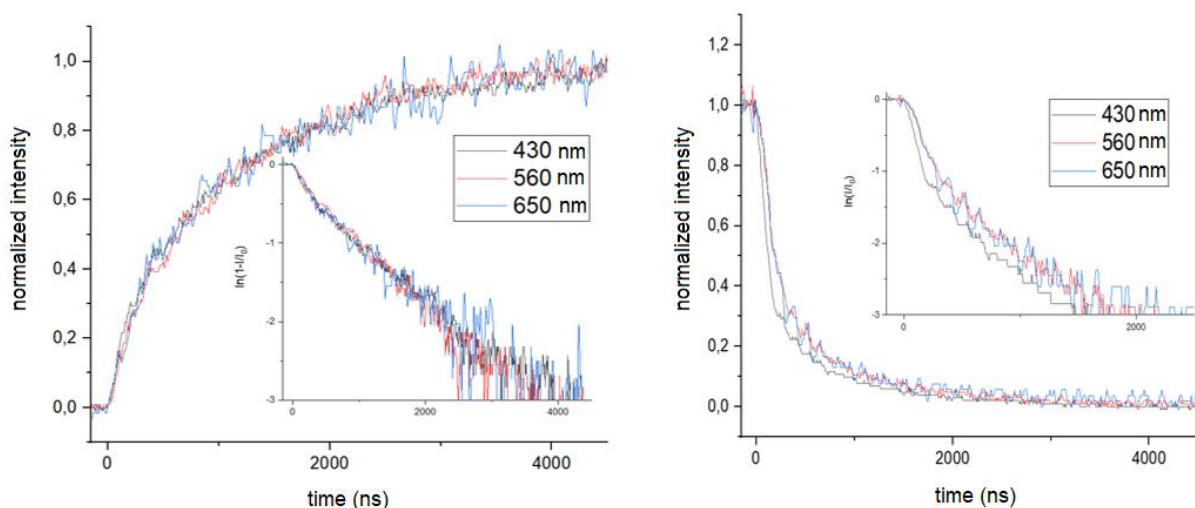 normalized intensity
1,0
0,8
0,6
0,4
0,2
0,0
0
2000
4000
time (ns)
430 nm
560 nm
650 nm
ln(1-I/I₀)
0
-1
-2
-3
0
2000
4000
normalized intensity
1,2
1,0
0,8
0,6
0,4
0,2
0,0
0
2000
4000
time (ns)
430 nm
560 nm
650 nm
ln(I/I₀)
0
-1
-2
-3
0
2000